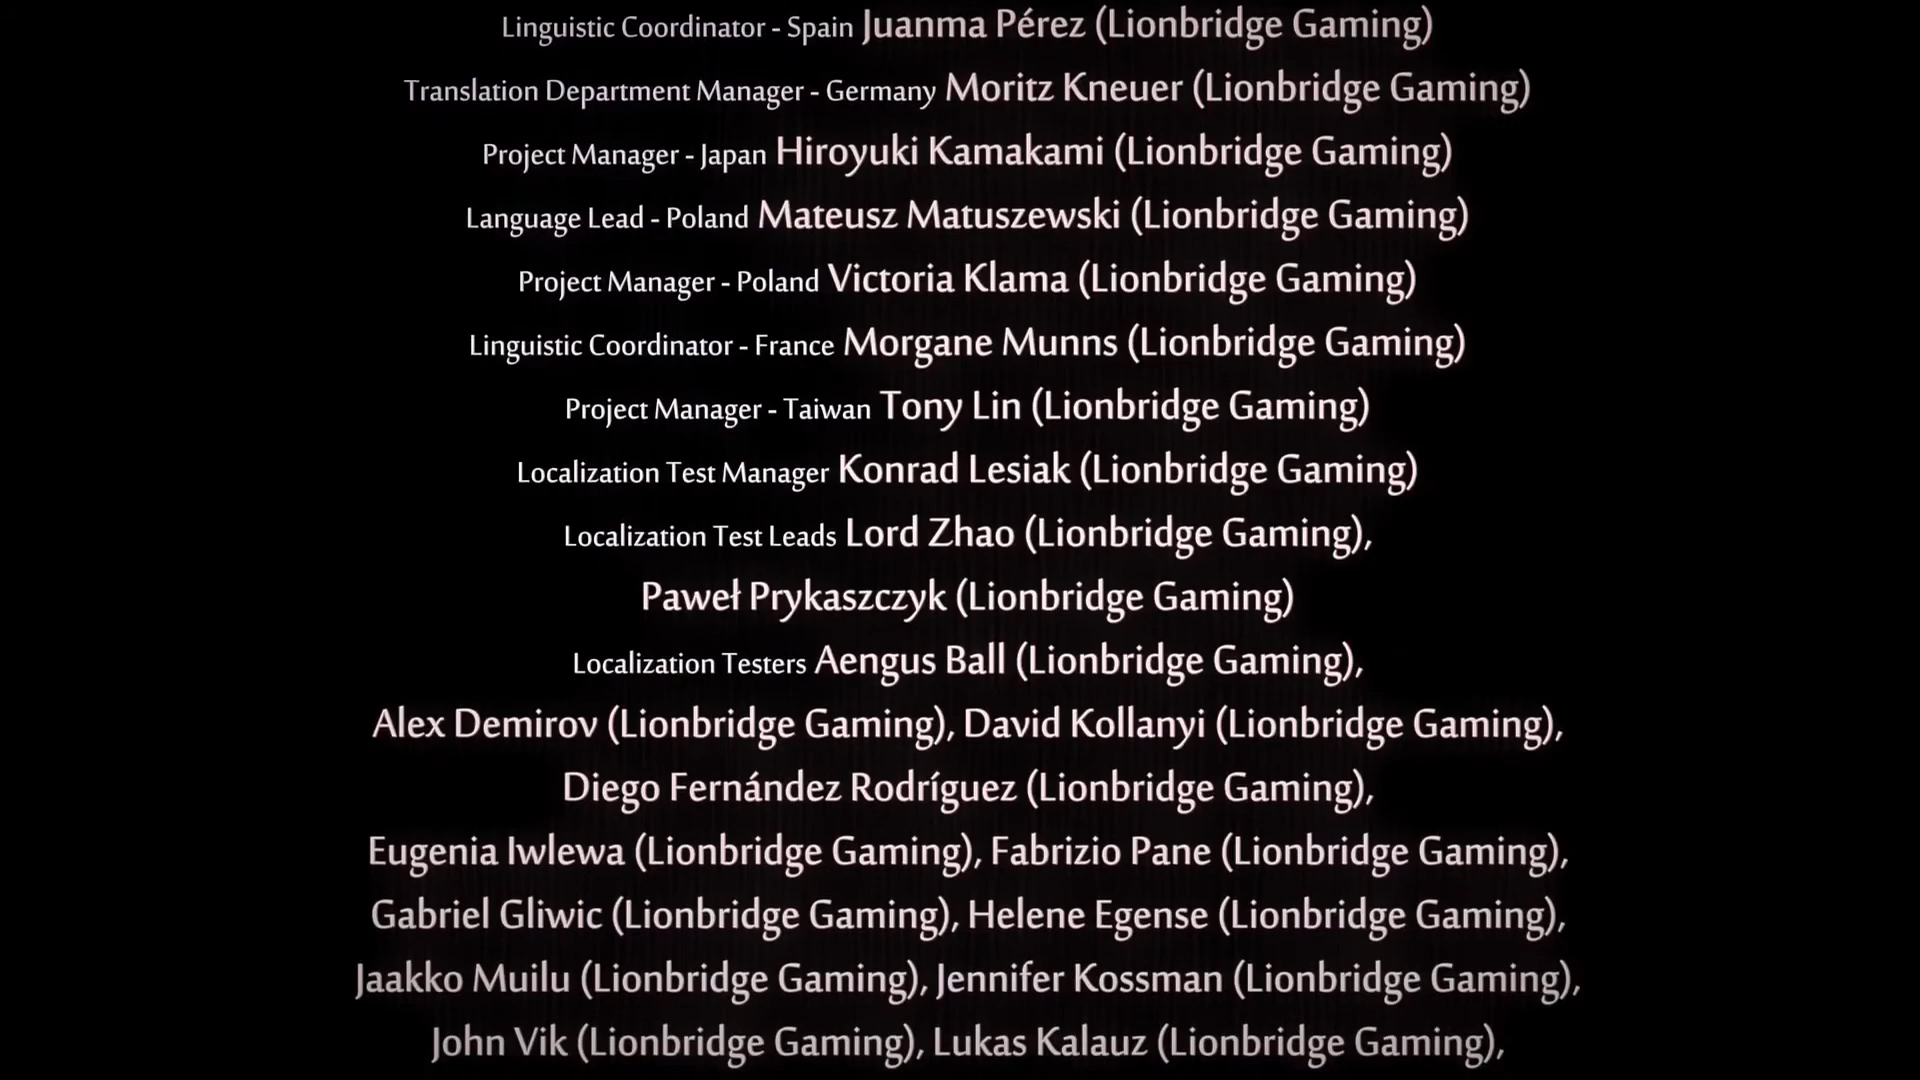 Linguistic Coordinator - Spain Juanma Pérez (Lionbridge Gaming)
Translation Department Manager - Germany Moritz Kneuer (Lionbridge Gaming)
Project Manager - Japan Hiroyuki Kamakami (Lionbridge Gaming)
Language Lead - Poland Mateusz Matuszewski (Lionbridge Gaming)
Project Manager - Poland Victoria Klama (Lionbridge Gaming)
Linguistic Coordinator - France Morgane Munns (Lionbridge Gaming)
Project Manager - Taiwan Tony Lin (Lionbridge Gaming)
Localization Test Manager Konrad Lesiak (Lionbridge Gaming)
Localization Test Leads Lord Zhao (Lionbridge Gaming),
Paweł Prykaszczyk (Lionbridge Gaming)
Localization Testers Aengus Ball (Lionbridge Gaming),
Alex Demirov (Lionbridge Gaming), David Kollanyi (Lionbridge Gaming),
Diego Fernández Rodríguez (Lionbridge Gaming),
Eugenia Iwlewa (Lionbridge Gaming), Fabrizio Pane (Lionbridge Gaming),
Gabriel Gliwic (Lionbridge Gaming), Helene Egense (Lionbridge Gaming),
Jaakko Muilu (Lionbridge Gaming), Jennifer Kossman (Lionbridge Gaming),
John Vik (Lionbridge Gaming), Lukas Kalauz (Lionbridge Gaming),